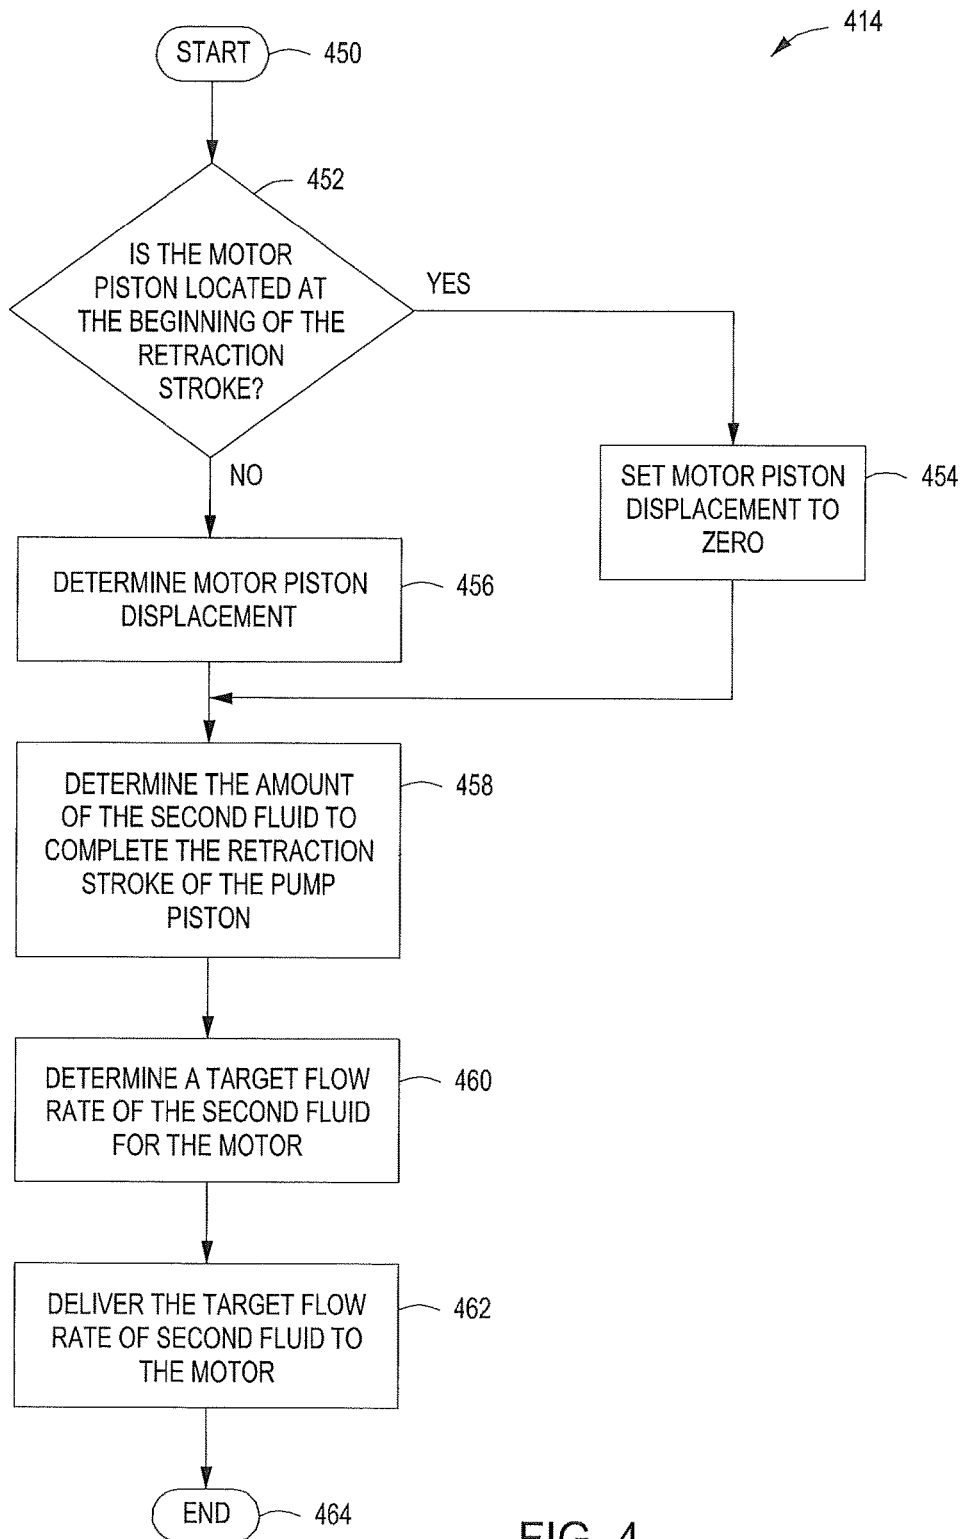 414
START
450
452
IS THE MOTOR
PISTON LOCATED AT
THE BEGINNING OF THE
RETRACTION
STROKE?
YES
NO
SET MOTOR PISTON
DISPLACEMENT TO
ZERO
454
DETERMINE MOTOR PISTON
DISPLACEMENT
456
DETERMINE THE AMOUNT
OF THE SECOND FLUID TO
COMPLETE THE RETRACTION
STROKE OF THE PUMP
PISTON
458
DETERMINE A TARGET FLOW
RATE OF THE SECOND FLUID
FOR THE MOTOR
460
DELIVER THE TARGET FLOW
RATE OF SECOND FLUID TO
THE MOTOR
462
END
464
FIG. 4